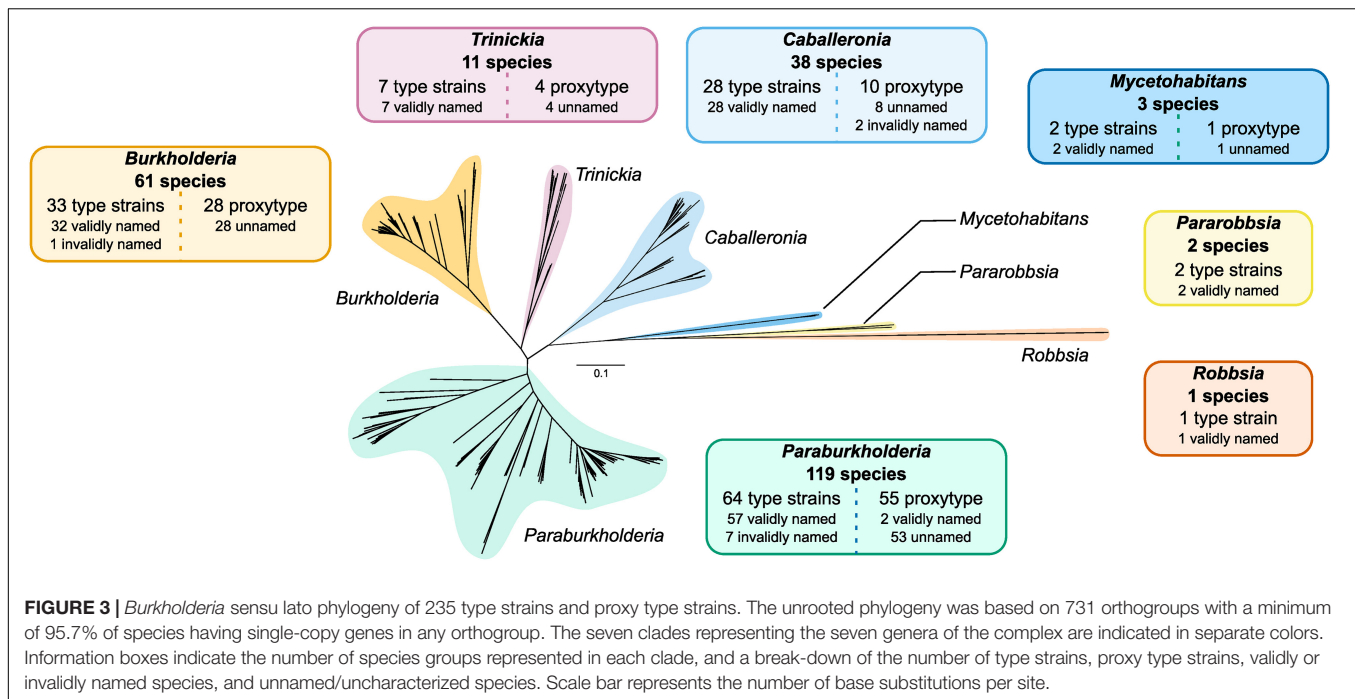 Trinickia
11 species
7 type strains
7 validly named
4 proxytype
4 unnamed
Caballeronia
38 species
28 type strains
28 validly named
10 proxytype
8 unnamed
2 invalidly named
Mycetohabitans
3 species
2 type strains
2 validly named
1 proxytype
1 unnamed
Burkholderia
61 species
33 type strains
32 validly named
1 invalidly named
28 proxytype
28 unnamed
Trinickia
Caballeronia
Mycetohabitans
Pararobbsia
Pararobbsia
2 species
2 type strains
2 validly named
Burkholderia
Robbsia
0.1
Robbsia
1 species
1 type strain
1 validly named
Paraburkholderia
Paraburkholderia
119 species
64 type strains
57 validly named
7 invalidly named
55 proxytype
2 validly named
53 unnamed
FIGURE 3 | Burkholderia sensu lato phylogeny of 235 type strains and proxy type strains. The unrooted phylogeny was based on 731 orthogroups with a minimum
of 95.7% of species having single-copy genes in any orthogroup. The seven clades representing the seven genera of the complex are indicated in separate colors.
Information boxes indicate the number of species groups represented in each clade, and a break-down of the number of type strains, proxy type strains, validly or
invalidly named species, and unnamed/uncharacterized species. Scale bar represents the number of base substitutions per site.